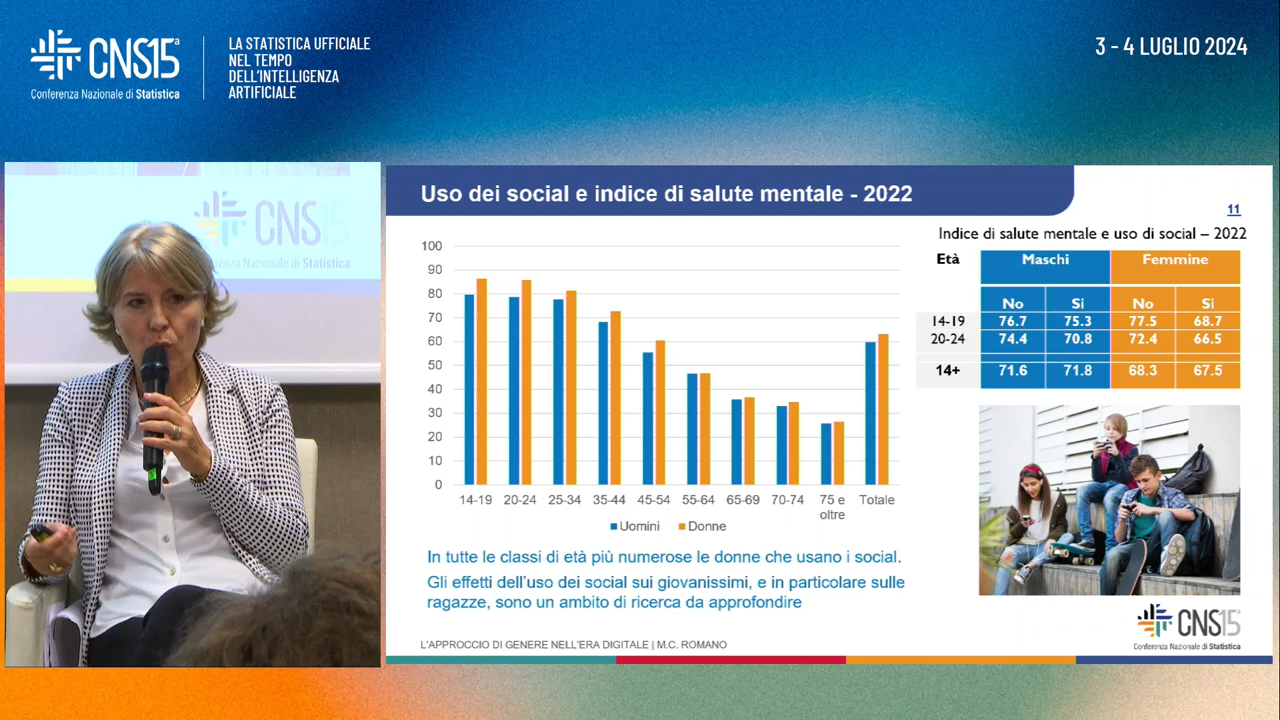 CNS15ª
Conferenza Nazionale di Statistica
LA STATISTICA UFFICIALE
NEL TEMPO
DELL'INTELLIGENZA
ARTIFICIALE
3 - 4 LUGLIO 2024
CNS
Conferenza Nazionale di Statistica
Uso dei social e indice di salute mentale - 2022
11
100
90
80
70
60
50
40
30
20
10
0
14-19 20-24 25-34 35-44 45-54 55-64 65-69 70-74 75 e oltre Totale
Uomini Donne
Indice di salute mentale e uso di social – 2022
Età Maschi Femmine
No Si No Si
14-19 76.7 75.3 77.5 68.7
20-24 74.4 70.8 72.4 66.5
14+ 71.6 71.8 68.3 67.5
In tutte le classi di età più numerose le donne che usano i social.
Gli effetti dell'uso dei social sui giovanissimi, e in particolare sulle
ragazze, sono un ambito di ricerca da approfondire
L'APPROCCIO DI GENERE NELL'ERA DIGITALE | M.C. ROMANO
CNS15
Conferenza Nazionale di Statistica